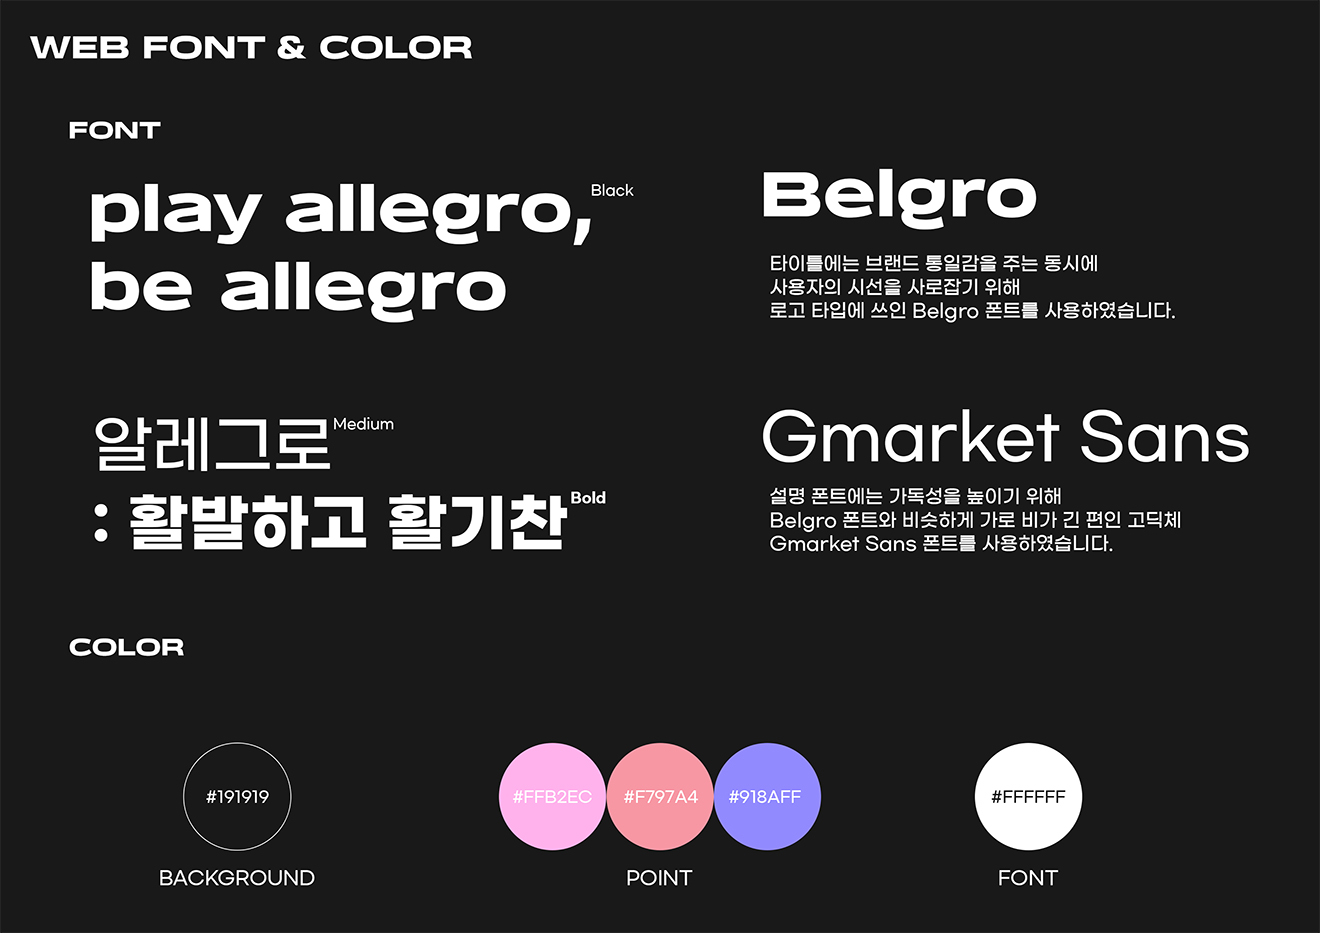 WEB FONT & COLOR
FONT
play allegro, Black
be allegro
Belgro
타이틀에는 브랜드 통일감을 주는 동시에
사용자의 시선을 사로잡기 위해
로고 타입에 쓰인 Belgro 폰트를 사용하였습니다.
알레그로 Medium
: 활발하고 활기찬 Bold
Gmarket Sans
설명 폰트에는 가독성을 높이기 위해
Belgro 폰트와 비슷하게 가로 비가 긴 편인 고딕체
Gmarket Sans 폰트를 사용하였습니다.
COLOR
#191919
#FFB2EC
#F797A4
#918AFF
#FFFFFF
BACKGROUND
POINT
FONT